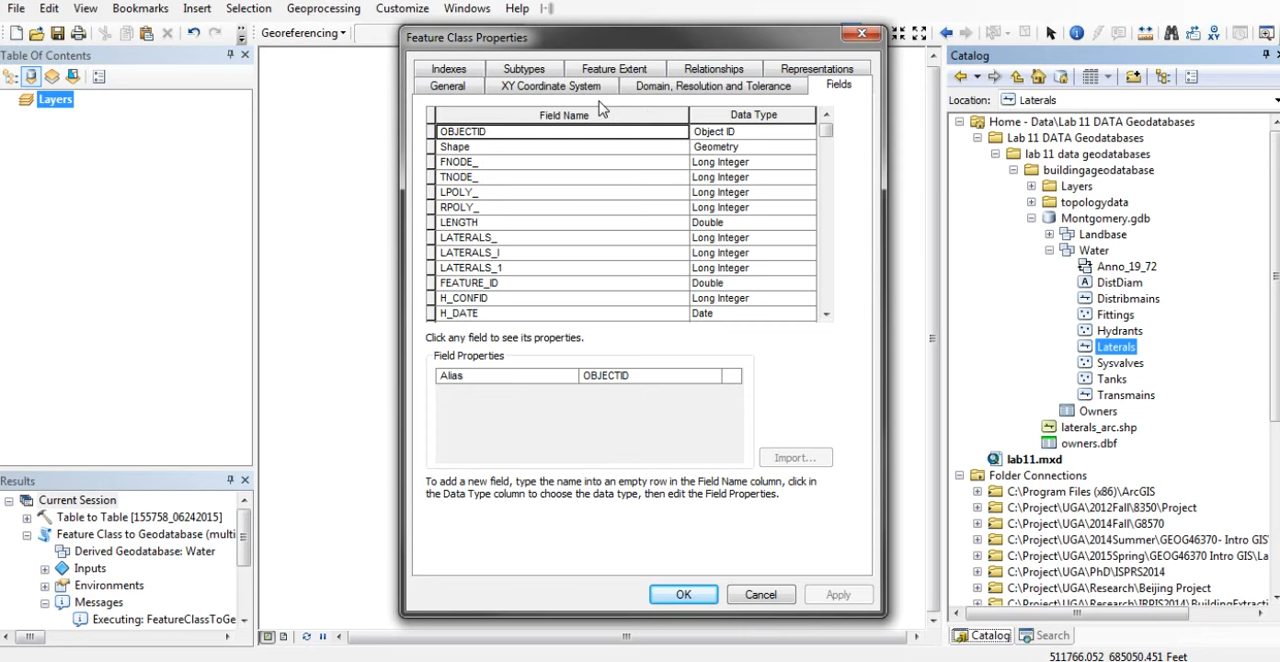 File Edit View Bookmarks Insert Selection Geoprocessing Customize Windows Help
Georeferencing
Table Of Contents
Layers
Results
Current Session
Table to Table [155758_06242015]
Feature Class to Geodatabase (multi
Derived Geodatabase: Water
Inputs
Environments
Messages
Executing: FeatureClassToGe
Feature Class Properties
Indexes Subtypes Feature Extent Relationships Representations
General XY Coordinate System Domain, Resolution and Tolerance Fields
Field Name Data Type
OBJECTID Object ID
Shape Geometry
FNODE_ Long Integer
TNODE_ Long Integer
LPOLY_ Long Integer
RPOLY_ Long Integer
LENGTH Double
LATERALS_ Long Integer
LATERALS_I Long Integer
LATERALS_1 Long Integer
FEATURE_ID Double
H_CONFID Long Integer
H_DATE Date
Click any field to see its properties.
Field Properties
Alias OBJECTID
Import...
To add a new field, type the name into an empty row in the Field Name column, click in
the Data Type column to choose the data type, then edit the Field Properties.
OK Cancel Apply
Catalog
Location: Laterals
Home - Data\Lab 11 DATA Geodatabases
Lab 11 DATA Geodatabases
lab 11 data geodatabases
buildingageodatabase
Layers
topologydata
Montgomery.gdb
Landbase
Water
Anno_19_72
DistDiam
Distribmains
Fittings
Hydrants
Laterals
Sysvalves
Tanks
Transmains
Owners
laterals_arc.shp
owners.dbf
lab11.mxd
Folder Connections
C:\Program Files (x86)\ArcGIS
C:\Project\UGA\2012Fall\8350\Project
C:\Project\UGA\2014Fall\G8570
C:\Project\UGA\2014Summer\GEOG46370- Intro GIS\
C:\Project\UGA\2015Spring\GEOG46370 Intro GIS\La
C:\Project\UGA\PhD\ISPRS2014
C:\Project\UGA\Research\Beijing Project
C:\Project\UGA\Research\IRPIS2014\BuildingExtracti
Catalog Search
511766.052 685050.451 Feet